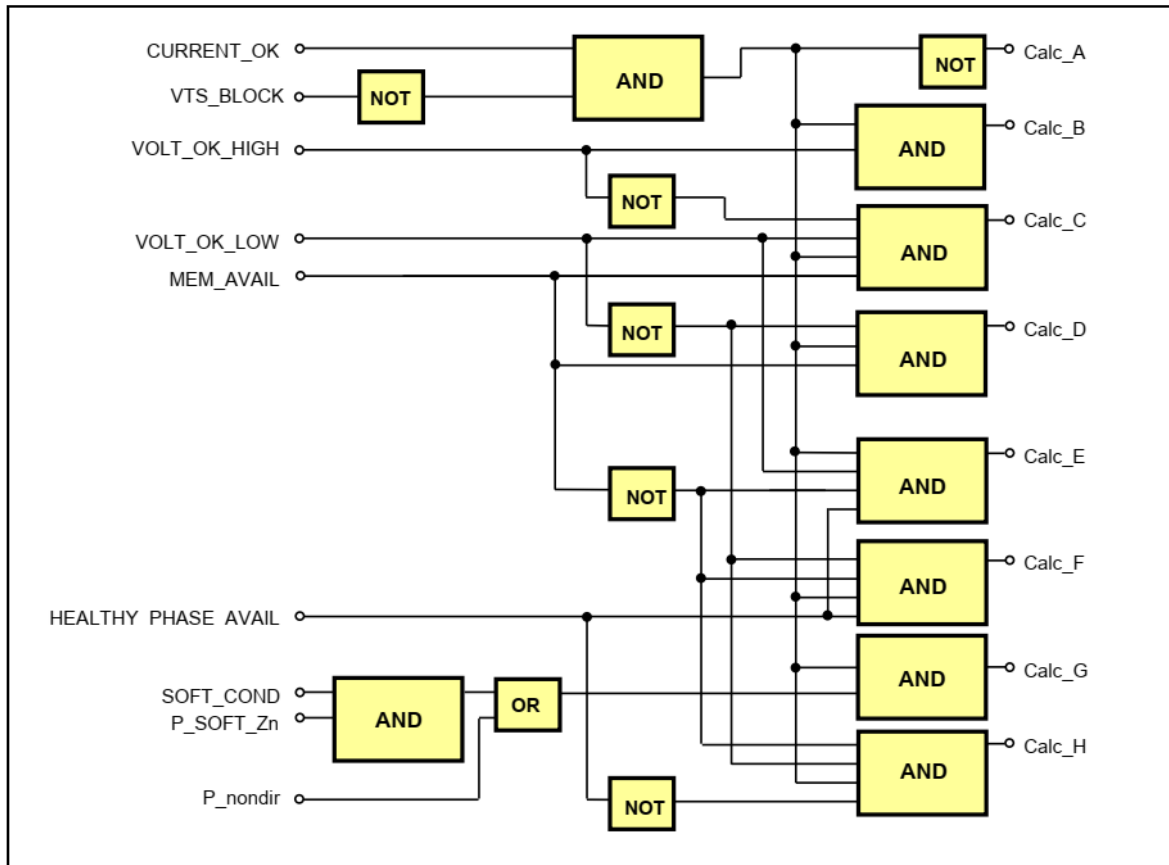 CURRENT_OK
VTS_BLOCK
NOT
AND
NOT
Calc_A
VOLT_OK_HIGH
AND
Calc_B
NOT
VOLT_OK_LOW
AND
Calc_C
MEM_AVAIL
NOT
AND
Calc_D
NOT
AND
Calc_E
AND
Calc_F
HEALTHY PHASE AVAIL
AND
Calc_G
SOFT_COND
P_SOFT_Zn
AND
OR
P_nondir
NOT
AND
Calc_H